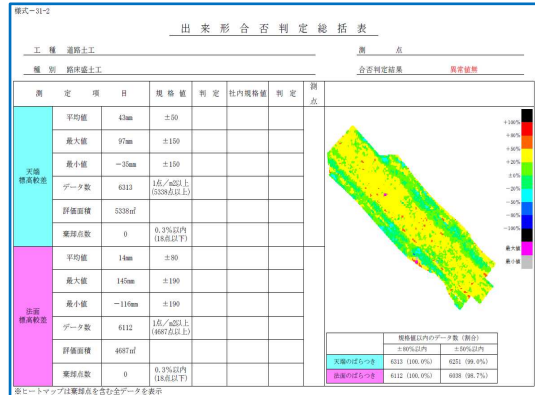 様式－31-2
出来形合否判定総括表
工種 道路土工 測点
種別 路床盛土工 合否判定結果 異常値無
測定項目 規格値 判定 社内規格値 判定 測点
天端標高較差
平均値 43mm ±50
最大値 97mm ±150
最小値 －35mm ±150
データ数 6313 1点／m2以上(5338点以上)
評価面積 5338㎡
棄却点数 0 0.3％以内(18点以下)
法面標高較差
平均値 14mm ±80
最大値 145mm ±190
最小値 －116mm ±190
データ数 6112 1点／m2以上(4687点以上)
評価面積 4687㎡
棄却点数 0 0.3％以内(18点以下)
+100%
+80%
+50%
+20%
±0%
-20%
-50%
-80%
-100%
最大値
最小値
規格値以内のデータ数（割合）
±80%以内 ±50%以内
天端のばらつき 6313 (100.0%) 6251 (99.0%)
法面のばらつき 6112 (100.0%) 6038 (98.7%)
※ヒートマップは棄却点を含む全データを表示